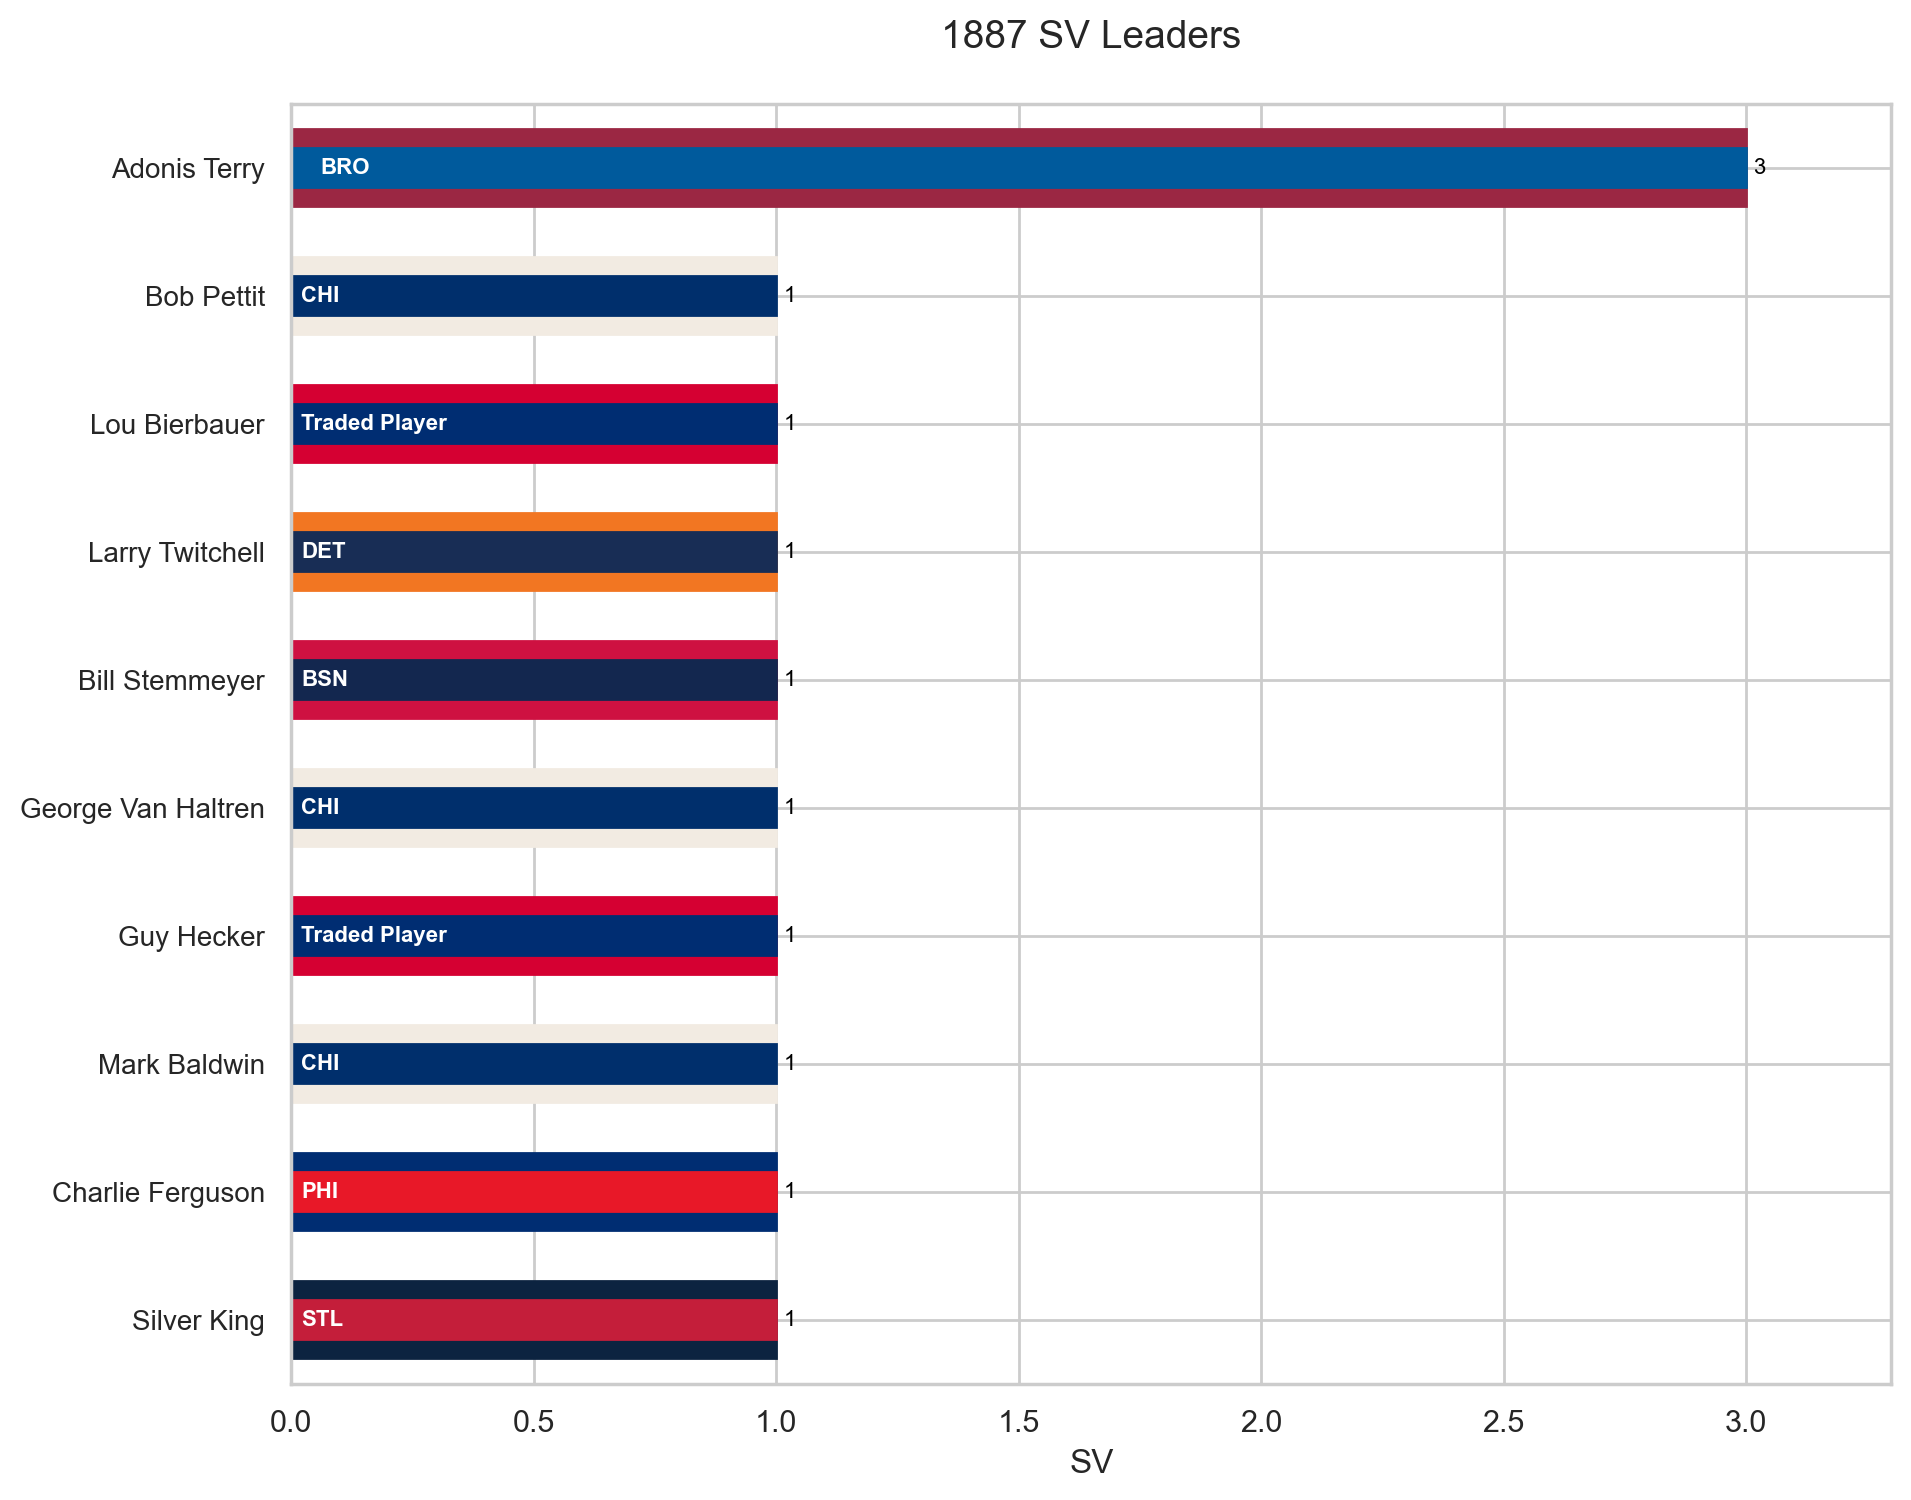 1887 SV Leaders
Adonis Terry BRO 3
Bob Pettit CHI 1
Lou Bierbauer Traded Player 1
Larry Twitchell DET 1
Bill Stemmeyer BSN 1
George Van Haltren CHI 1
Guy Hecker Traded Player 1
Mark Baldwin CHI 1
Charlie Ferguson PHI 1
Silver King STL 1
0.0 0.5 1.0 1.5 2.0 2.5 3.0
SV